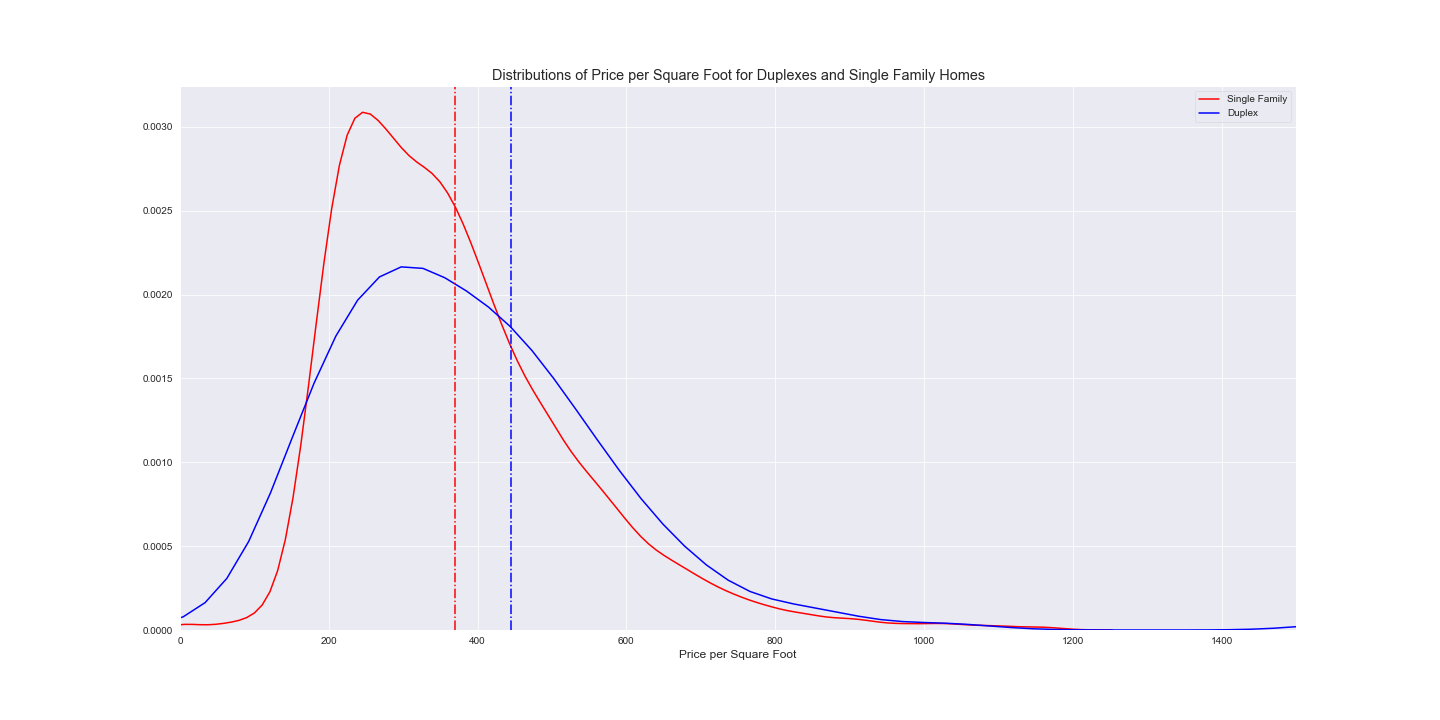 Distributions of Price per Square Foot for Duplexes and Single Family Homes
Single Family
Duplex
0.0030
0.0025
0.0020
0.0015
0.0010
0.0005
0.0000
0 200 400 600 800 1000 1200 1400
Price per Square Foot